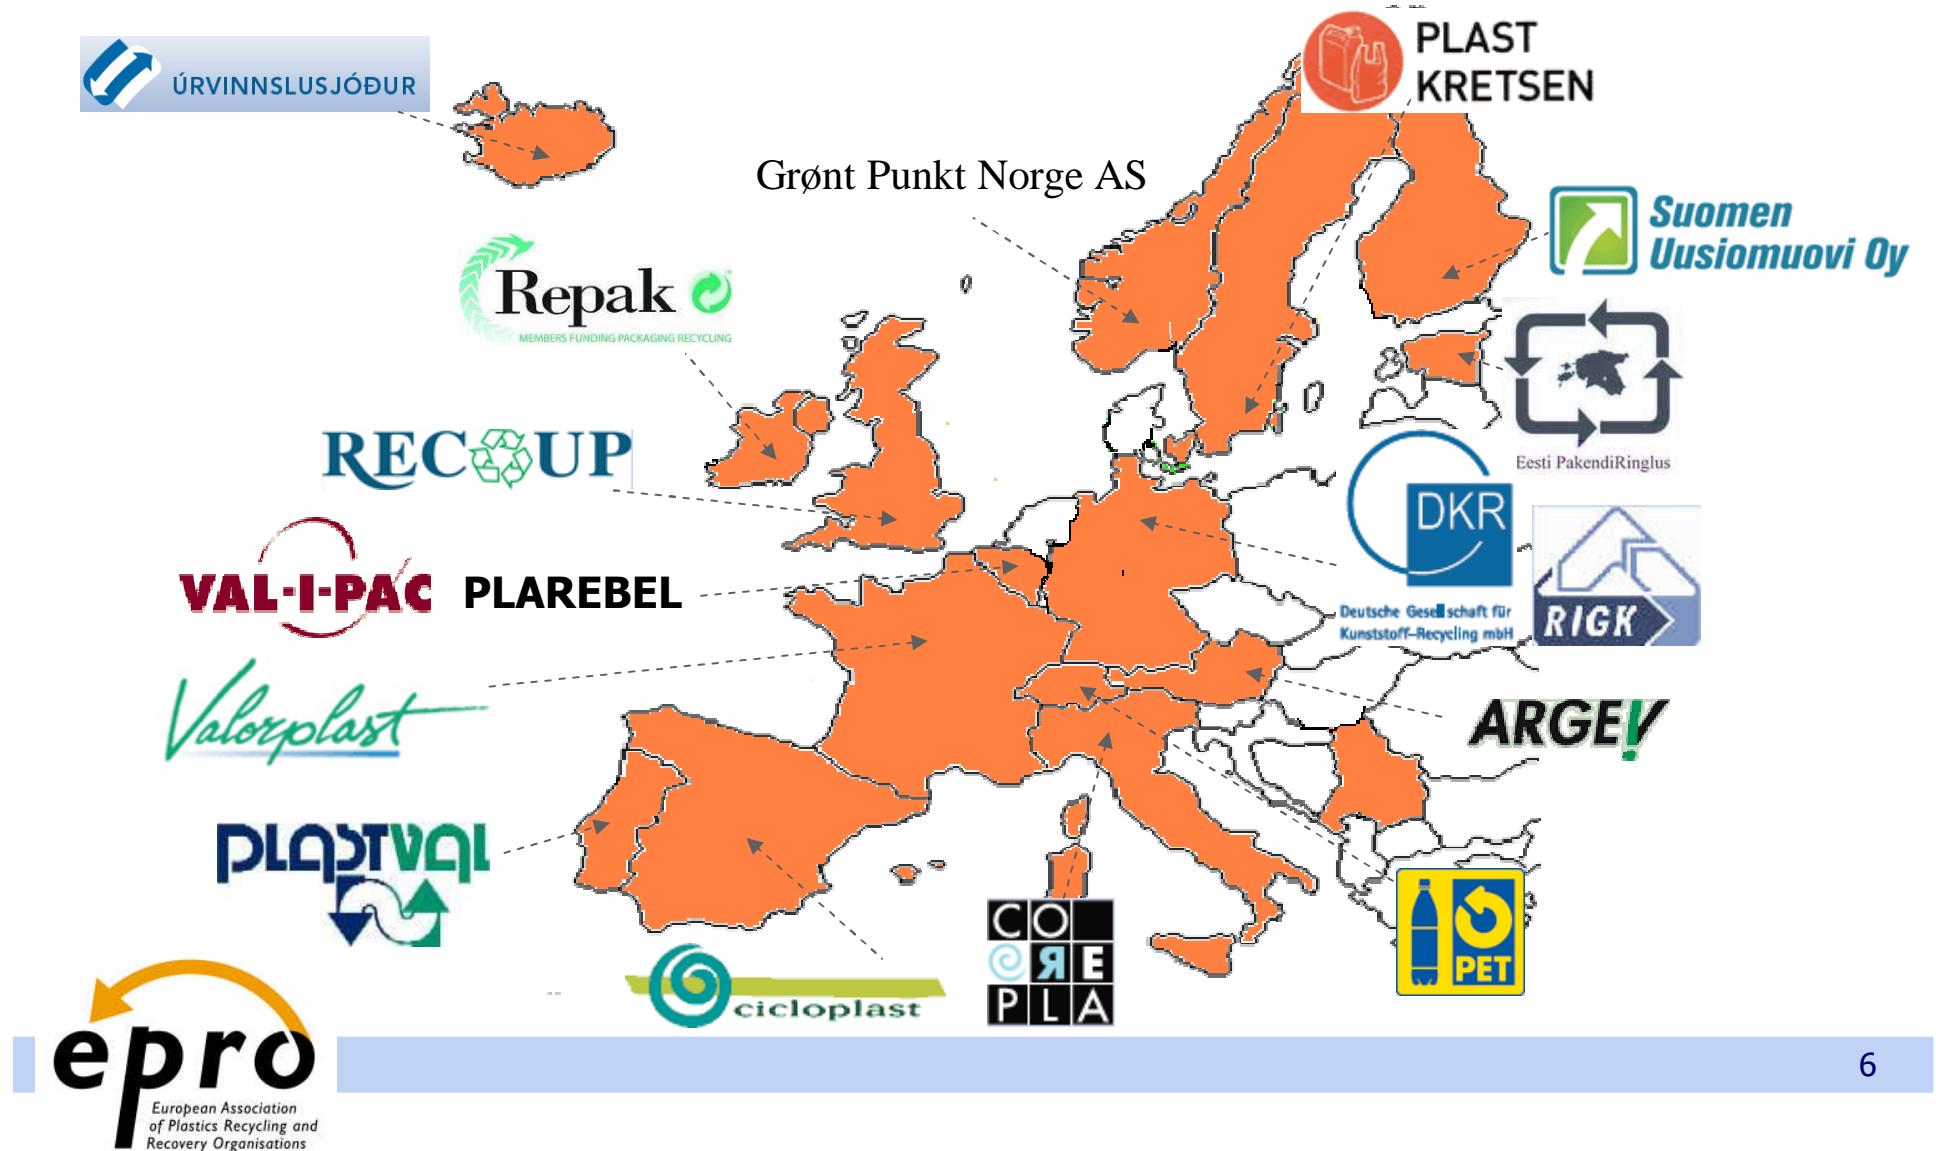 PLAST
KRETSEN
ÚRVINNSLUSJÓÐUR
Grønt Punkt Norge AS
Suomen
Uusiomuovi Oy
Repak
MEMBERS FUNDING PACKAGING RECYCLING
RECOUP
Eesti PakendiRinglus
DKR
Deutsche Gesellschaft für
Kunststoff-Recycling mbH
RIGK
VAL-I-PAC
PLAREBEL
Valorplast
ARGEV
PLASTVAL
CO
RE
PLA
PET
cicloplast
epro
European Association
of Plastics Recycling and
Recovery Organisations
6